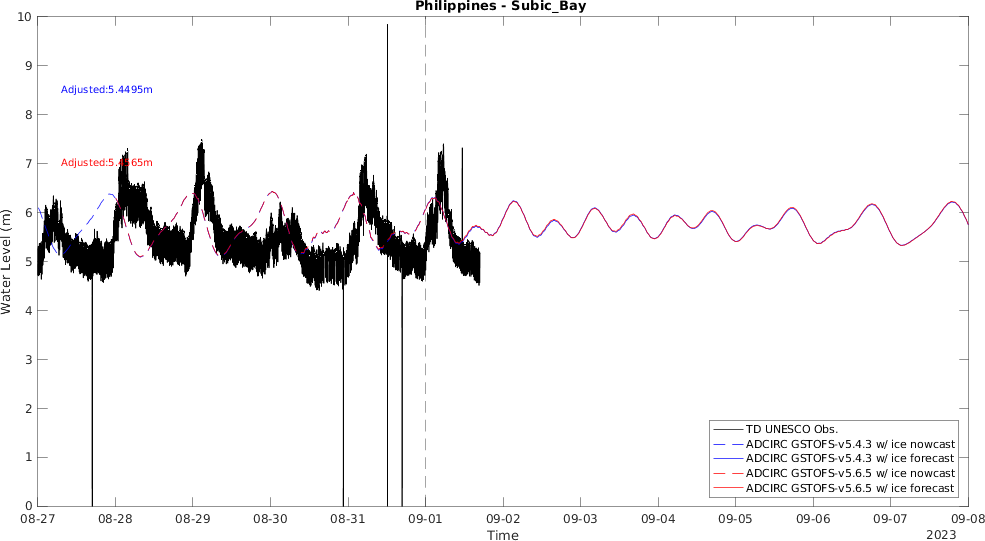 Philippines - Subic_Bay
10
9
8
7
6
5
4
3
2
1
0
Water Level (m)
Adjusted:5.4495m
TD UNESCO Obs.
ADCIRC GSTOFS-v5.4.3 w/ ice nowcast
ADCIRC GSTOFS-v5.4.3 w/ ice forecast
ADCIRC GSTOFS-v5.6.5 w/ ice nowcast
ADCIRC GSTOFS-v5.6.5 w/ ice forecast
08-27 08-28 08-29 08-30 08-31 09-01 09-02 09-03 09-04 09-05 09-06 09-07 09-08
Time
2023